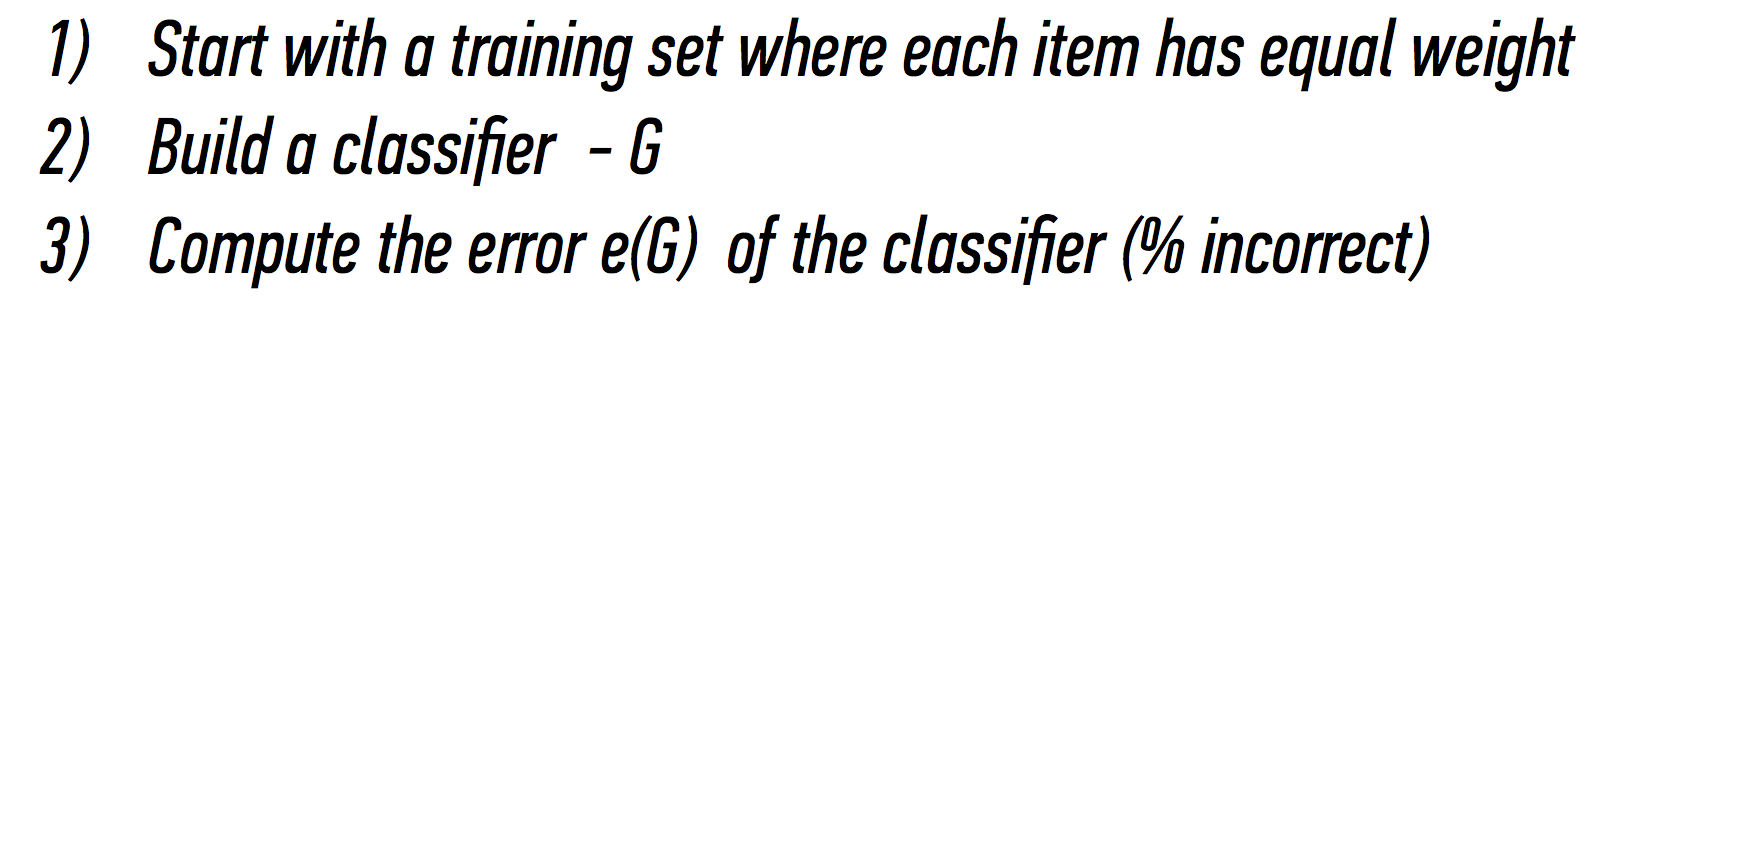 1) Start with a training set where each item has equal weight
2) Build a classifier - G
3) Compute the error e(G) of the classifier (% incorrect)